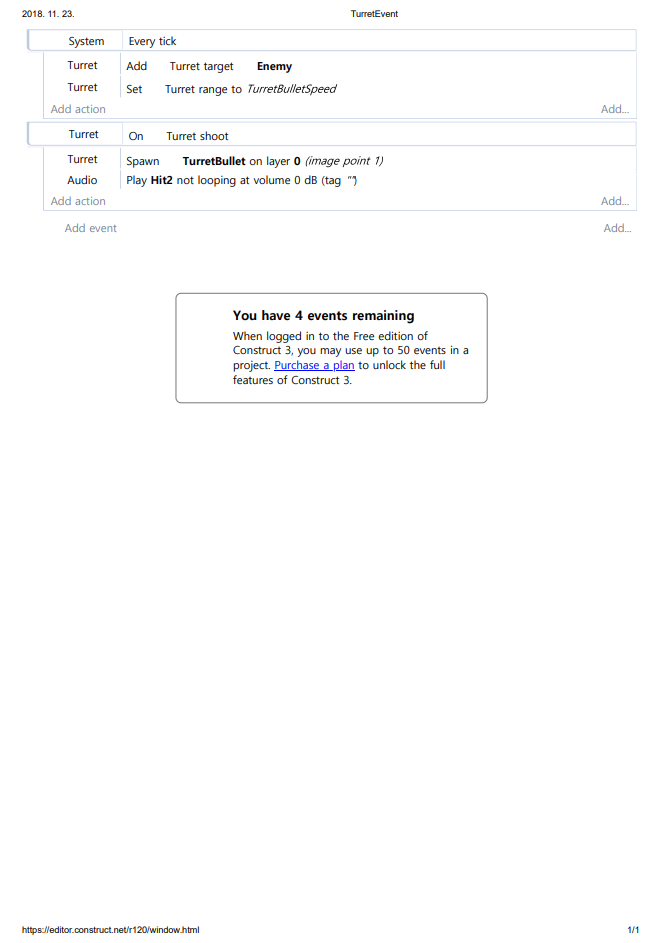 2018. 11. 23. TurretEvent
System Every tick
Turret Add Turret target Enemy
Turret Set Turret range to TurretBulletSpeed
Add action Add...
Turret On Turret shoot
Turret Spawn TurretBullet on layer 0 (image point 1)
Audio Play Hit2 not looping at volume 0 dB (tag "")
Add action Add...
Add event Add...
You have 4 events remaining
When logged in to the Free edition of
Construct 3, you may use up to 50 events in a
project. Purchase a plan to unlock the full
features of Construct 3.
https://editor.construct.net/r120/window.html 1/1